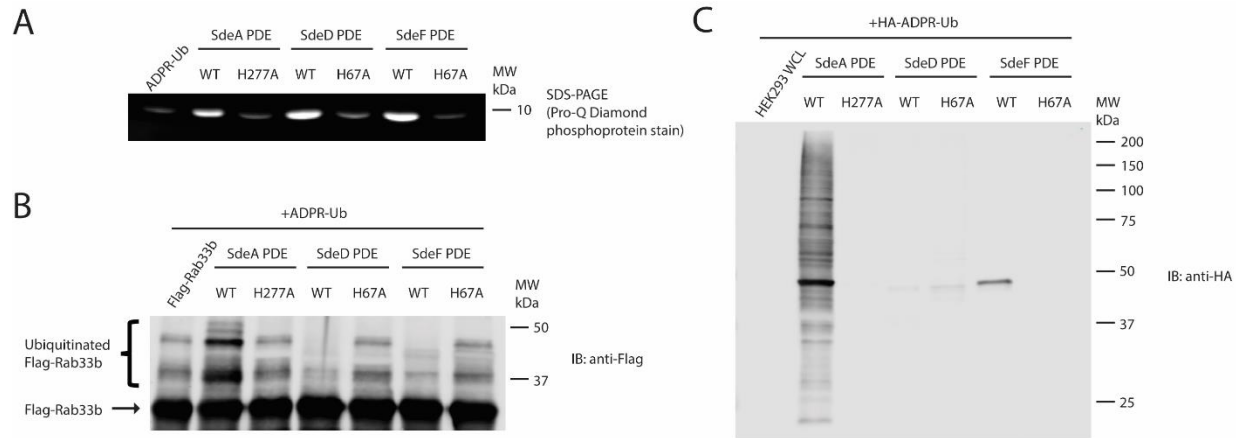 A
ADPR-Ub
SdeA PDE SdeD PDE SdeF PDE
WT H277A WT H67A WT H67A
MW
kDa
10
SDS-PAGE
(Pro-Q Diamond
phosphoprotein stain)
B
+ADPR-Ub
Flag-Rab33b
SdeA PDE SdeD PDE SdeF PDE
WT H277A WT H67A WT H67A
MW
kDa
50
37
Ubiquitinated
Flag-Rab33b
Flag-Rab33b
IB: anti-Flag
C
+HA-ADPR-Ub
HEK293 WCL
SdeA PDE SdeD PDE SdeF PDE
WT H277A WT H67A WT H67A
MW
kDa
200
150
100
75
50
37
25
IB: anti-HA